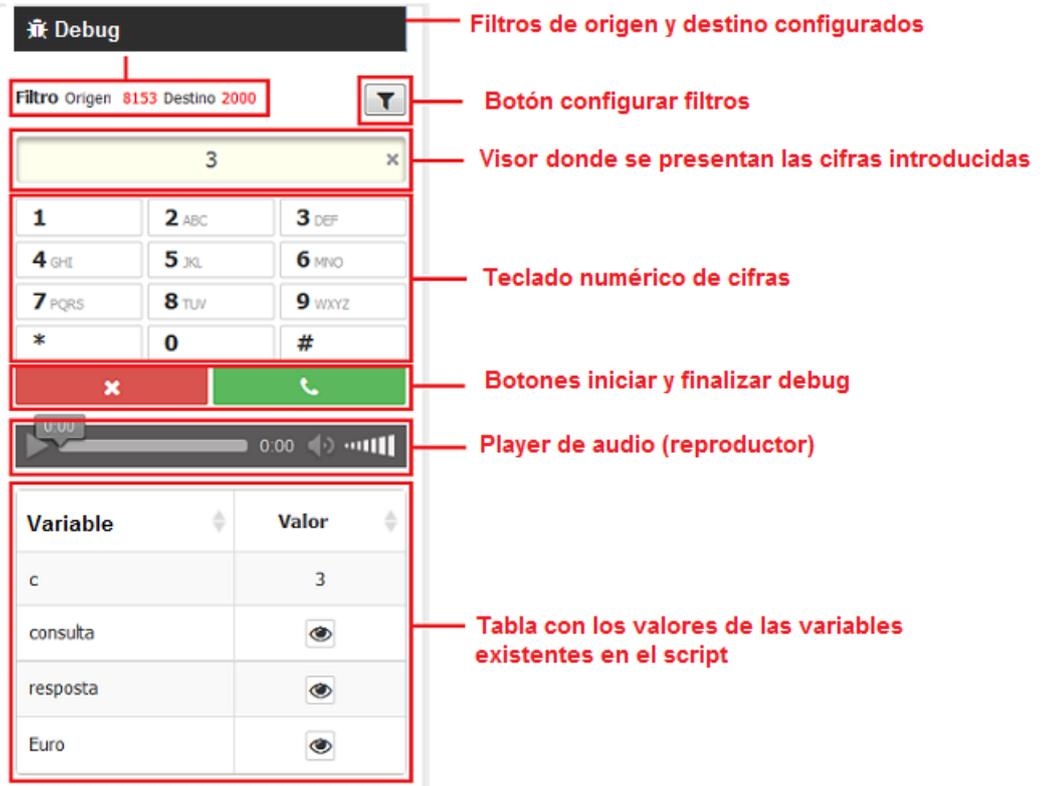 Debug
Filtros de origen y destino configurados
Filtro Origen 8153 Destino 2000
Botón configurar filtros
3 ×
Visor donde se presentan las cifras introducidas
1 2 ABC 3 DEF
4 GHI 5 JKL 6 MNO
7 PQRS 8 TUV 9 WXYZ
* 0 #
Teclado numérico de cifras
Botones iniciar y finalizar debug
0:00
0:00
Player de audio (reproductor)
Variable Valor
c 3
consulta
resposta
Euro
Tabla con los valores de las variables
existentes en el script